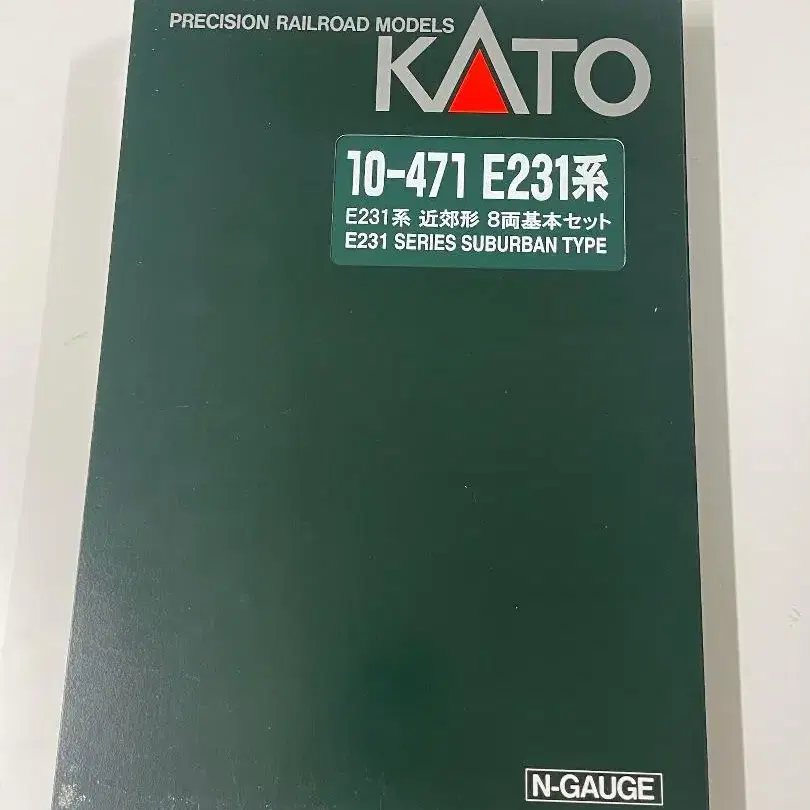 PRECISION RAILROAD MODELS
KATO
10-471 E231系
E231系 近郊形 8両基本セット
E231 SERIES SUBURBAN TYPE
N-GAUGE